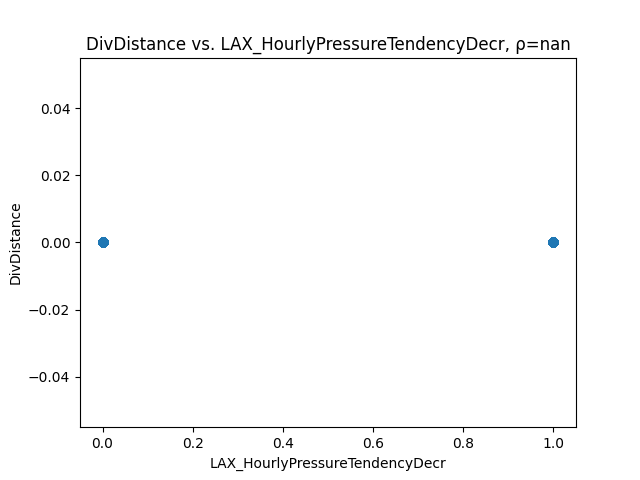 DivDistance vs. LAX_HourlyPressureTendencyDecr, ρ=nan
0.04
0.02
0.00
−0.02
−0.04
DivDistance
0.0 0.2 0.4 0.6 0.8 1.0
LAX_HourlyPressureTendencyDecr